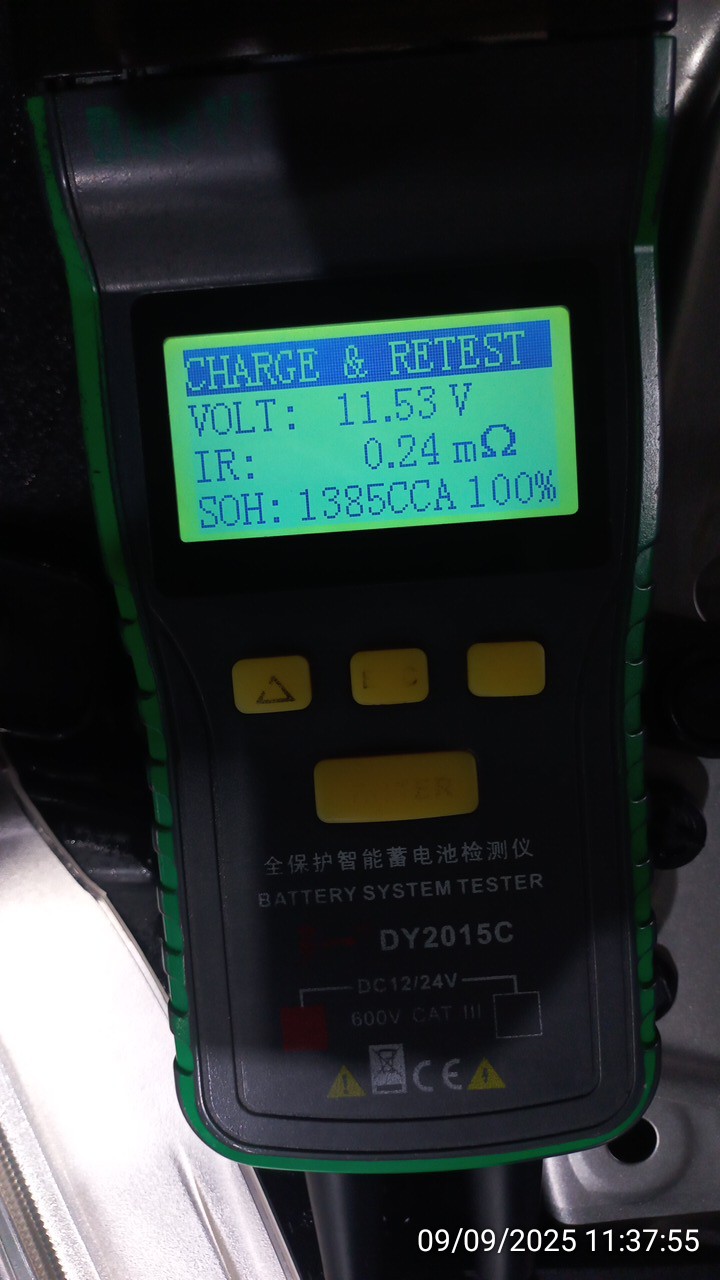 CHARGE & RETEST
VOLT: 11.53 V
IR: 0.24 mΩ
SOH: 1385CCA 100%
全保护智能蓄电池检测仪
BATTERY SYSTEM TESTER
DY2015C
DC12/24V
600V CAT III
CE
09/09/2025 11:37:55